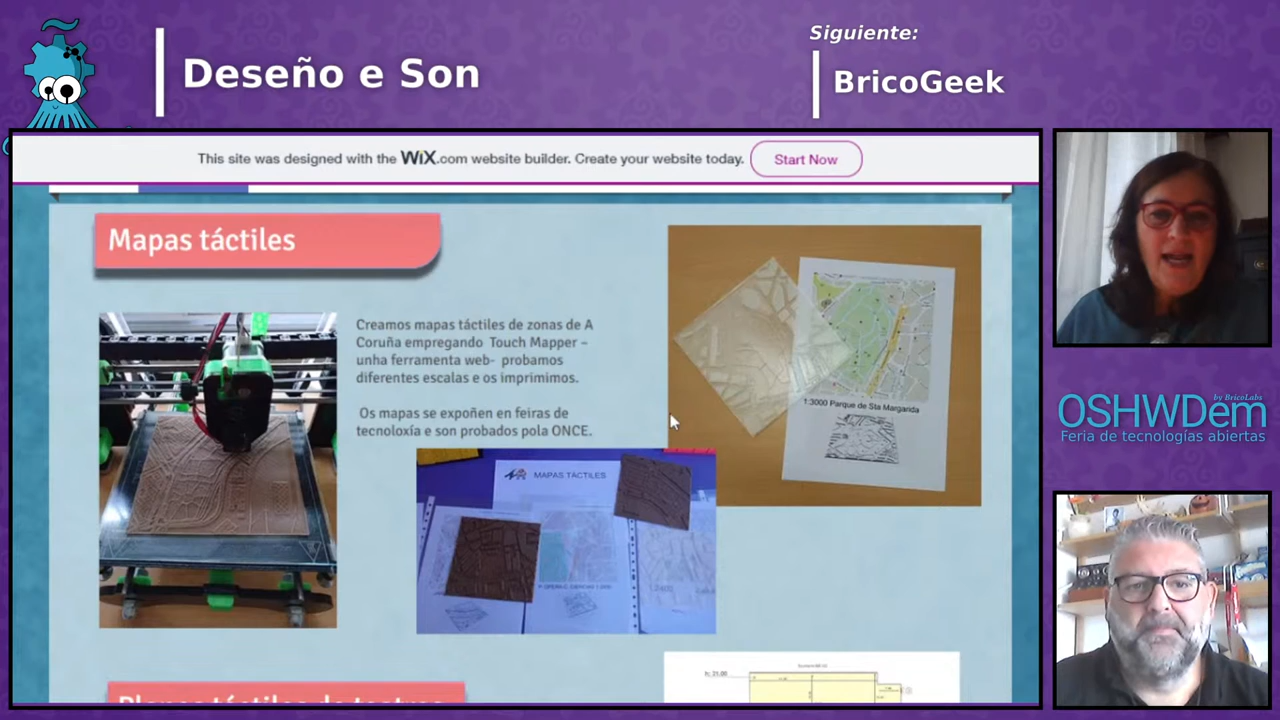 Deseño e Son
Siguiente:
BricoGeek
This site was designed with the WiX.com website builder. Create your website today.
Start Now
Mapas táctiles
Creamos mapas táctiles de zonas de A
Coruña empregando Touch Mapper –
unha ferramenta web- probamos
diferentes escalas e os imprimimos.
Os mapas se expoñen en feiras de
tecnoloxía e son probados pola ONCE.
1:3000 Parque de Sta Margarida
MAPAS TACTILES
by BricoLabs
OSHWDem
Feria de tecnologías abiertas